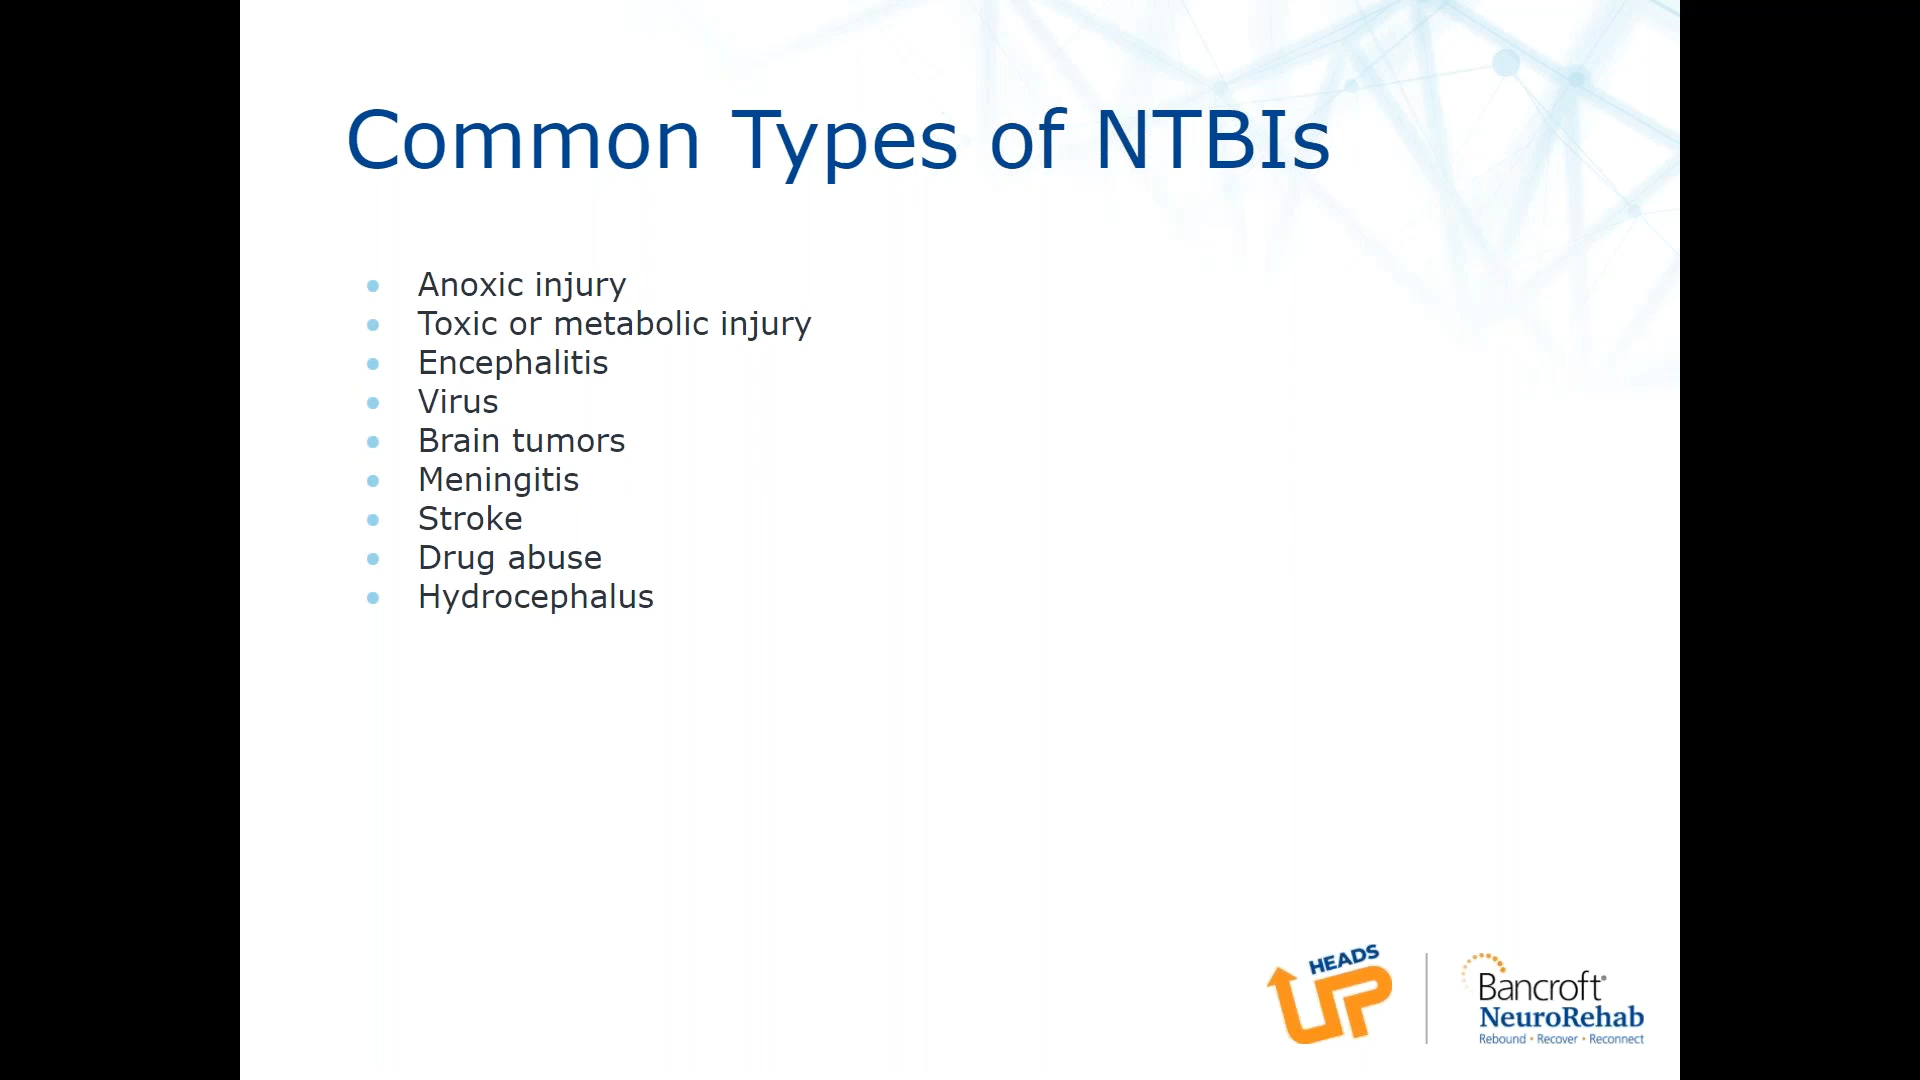 Common Types of NTBIs
• Anoxic injury
• Toxic or metabolic injury
• Encephalitis
• Virus
• Brain tumors
• Meningitis
• Stroke
• Drug abuse
• Hydrocephalus
HEADS
UP
Bancroft®
NeuroRehab
Rebound • Recover • Reconnect